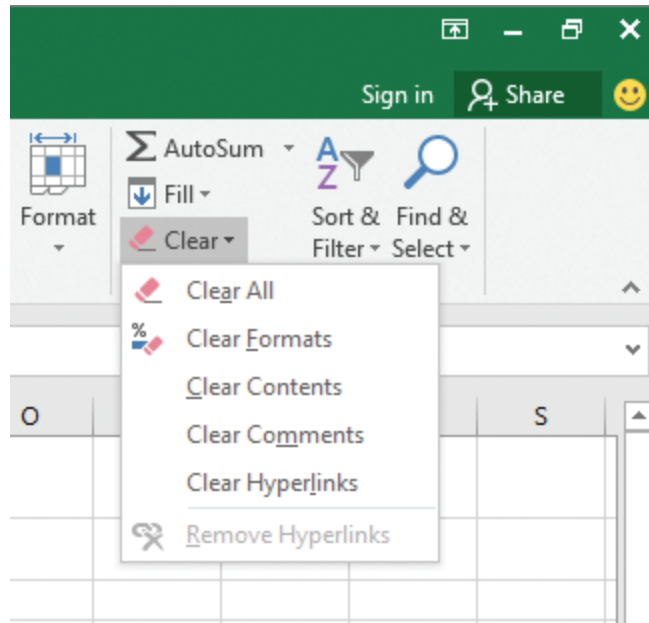 Sign in Share
AutoSum
Fill
Clear
Format
Sort &
Filter
Find &
Select
Clear All
Clear Formats
Clear Contents
Clear Comments
Clear Hyperlinks
Remove Hyperlinks
A
Z
%
O
S